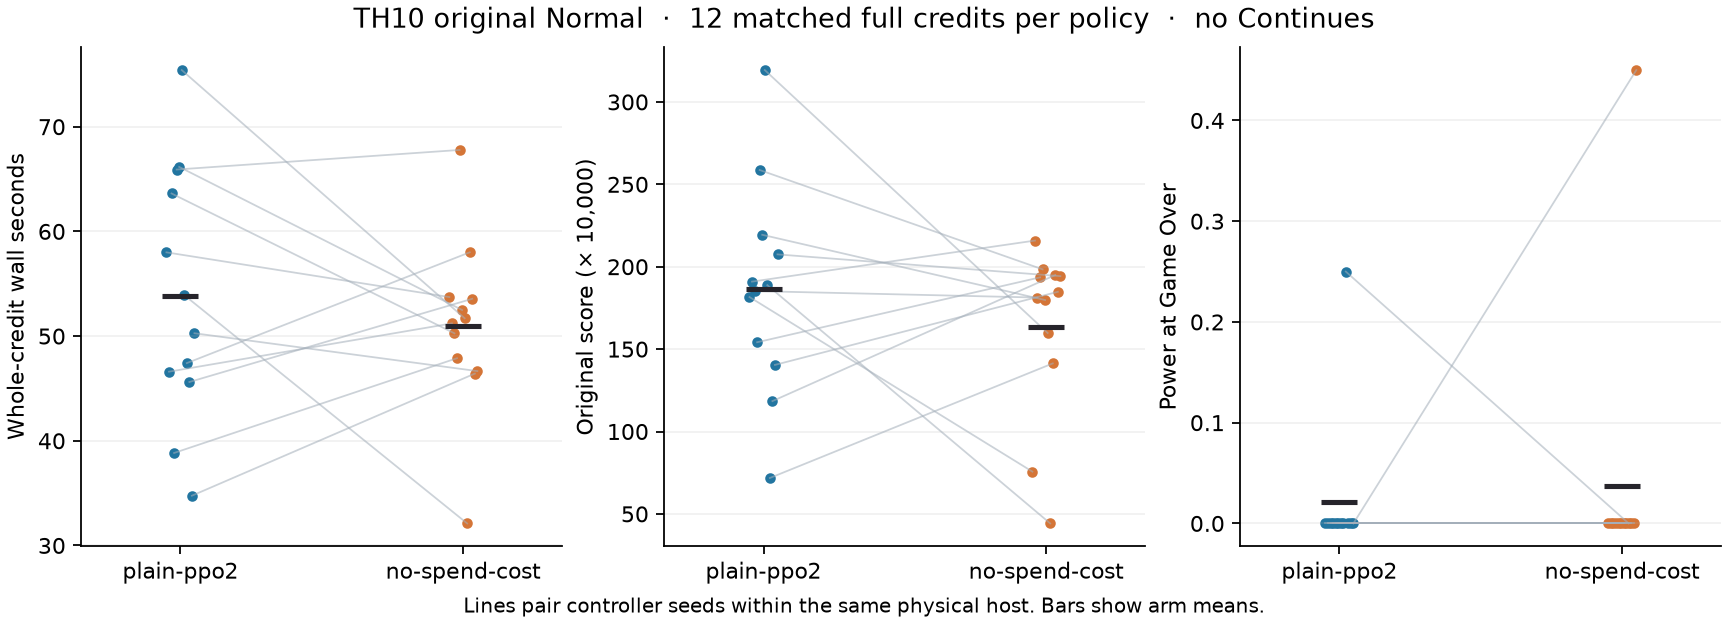 TH10 original Normal · 12 matched full credits per policy · no Continues
Whole-credit wall seconds
70
60
50
40
30
plain-ppo2
no-spend-cost
Original score (× 10,000)
300
250
200
150
100
50
plain-ppo2
no-spend-cost
Power at Game Over
0.4
0.3
0.2
0.1
0.0
plain-ppo2
no-spend-cost
Lines pair controller seeds within the same physical host. Bars show arm means.